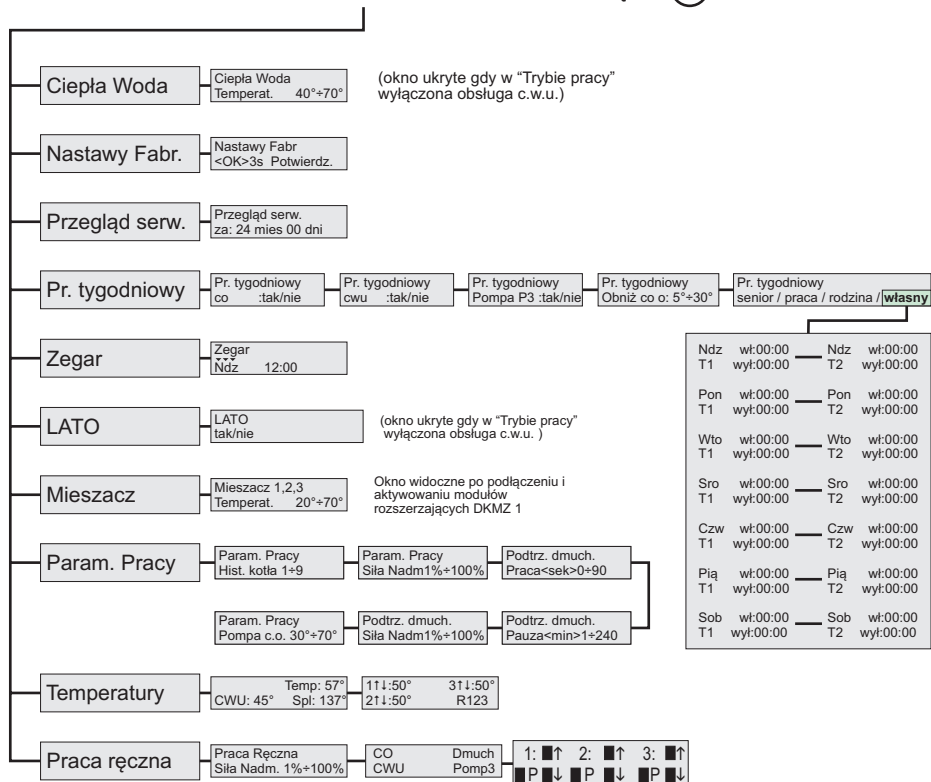 Ciepła Woda
Ciepła Woda
Temperat. 40°÷70°
(okno ukryte gdy w "Trybie pracy"
wyłączona obsługa c.w.u.)
Nastawy Fabr.
Nastawy Fabr
<OK>3s Potwierdz.
Przegląd serw.
Przegląd serw.
za: 24 mies 00 dni
Pr. tygodniowy
Pr. tygodniowy
co :tak/nie
Pr. tygodniowy
cwu :tak/nie
Pr. tygodniowy
Pompa P3 :tak/nie
Pr. tygodniowy
Obniż co o: 5°÷30°
Pr. tygodniowy
senior / praca / rodzina / własny
Ndz wł:00:00 Ndz wł:00:00
T1 wył:00:00 T2 wył:00:00
Pon wł:00:00 Pon wł:00:00
T1 wył:00:00 T2 wył:00:00
Wto wł:00:00 Wto wł:00:00
T1 wył:00:00 T2 wył:00:00
Sro wł:00:00 Sro wł:00:00
T1 wył:00:00 T2 wył:00:00
Czw wł:00:00 Czw wł:00:00
T1 wył:00:00 T2 wył:00:00
Pią wł:00:00 Pią wł:00:00
T1 wył:00:00 T2 wył:00:00
Sob wł:00:00 Sob wł:00:00
T1 wył:00:00 T2 wył:00:00
Zegar
Zegar
Ndz 12:00
LATO
LATO
tak/nie
(okno ukryte gdy w "Trybie pracy"
wyłączona obsługa c.w.u. )
Mieszacz
Mieszacz 1,2,3
Temperat. 20°÷70°
Okno widoczne po podłączeniu i
aktywowaniu modułów
rozszerzających DKMZ 1
Param. Pracy
Param. Pracy
Hist. kotła 1÷9
Param. Pracy
Siła Nadm1%÷100%
Podtrz. dmuch.
Praca<sek>0÷90
Param. Pracy
Pompa c.o. 30°÷70°
Podtrz. dmuch.
Siła Nadm1%÷100%
Podtrz. dmuch.
Pauza<min>1÷240
Temperatury
Temp: 57°
CWU: 45° Spl: 137°
1↑↓:50° 3↑↓:50°
2↑↓:50° R123
Praca ręczna
Praca Ręczna
Siła Nadm. 1%÷100%
CO Dmuch
CWU Pomp3
1: ■↑ 2: ■↑ 3: ■↑
■P ■↓ ■P ■↓ ■P ■↓